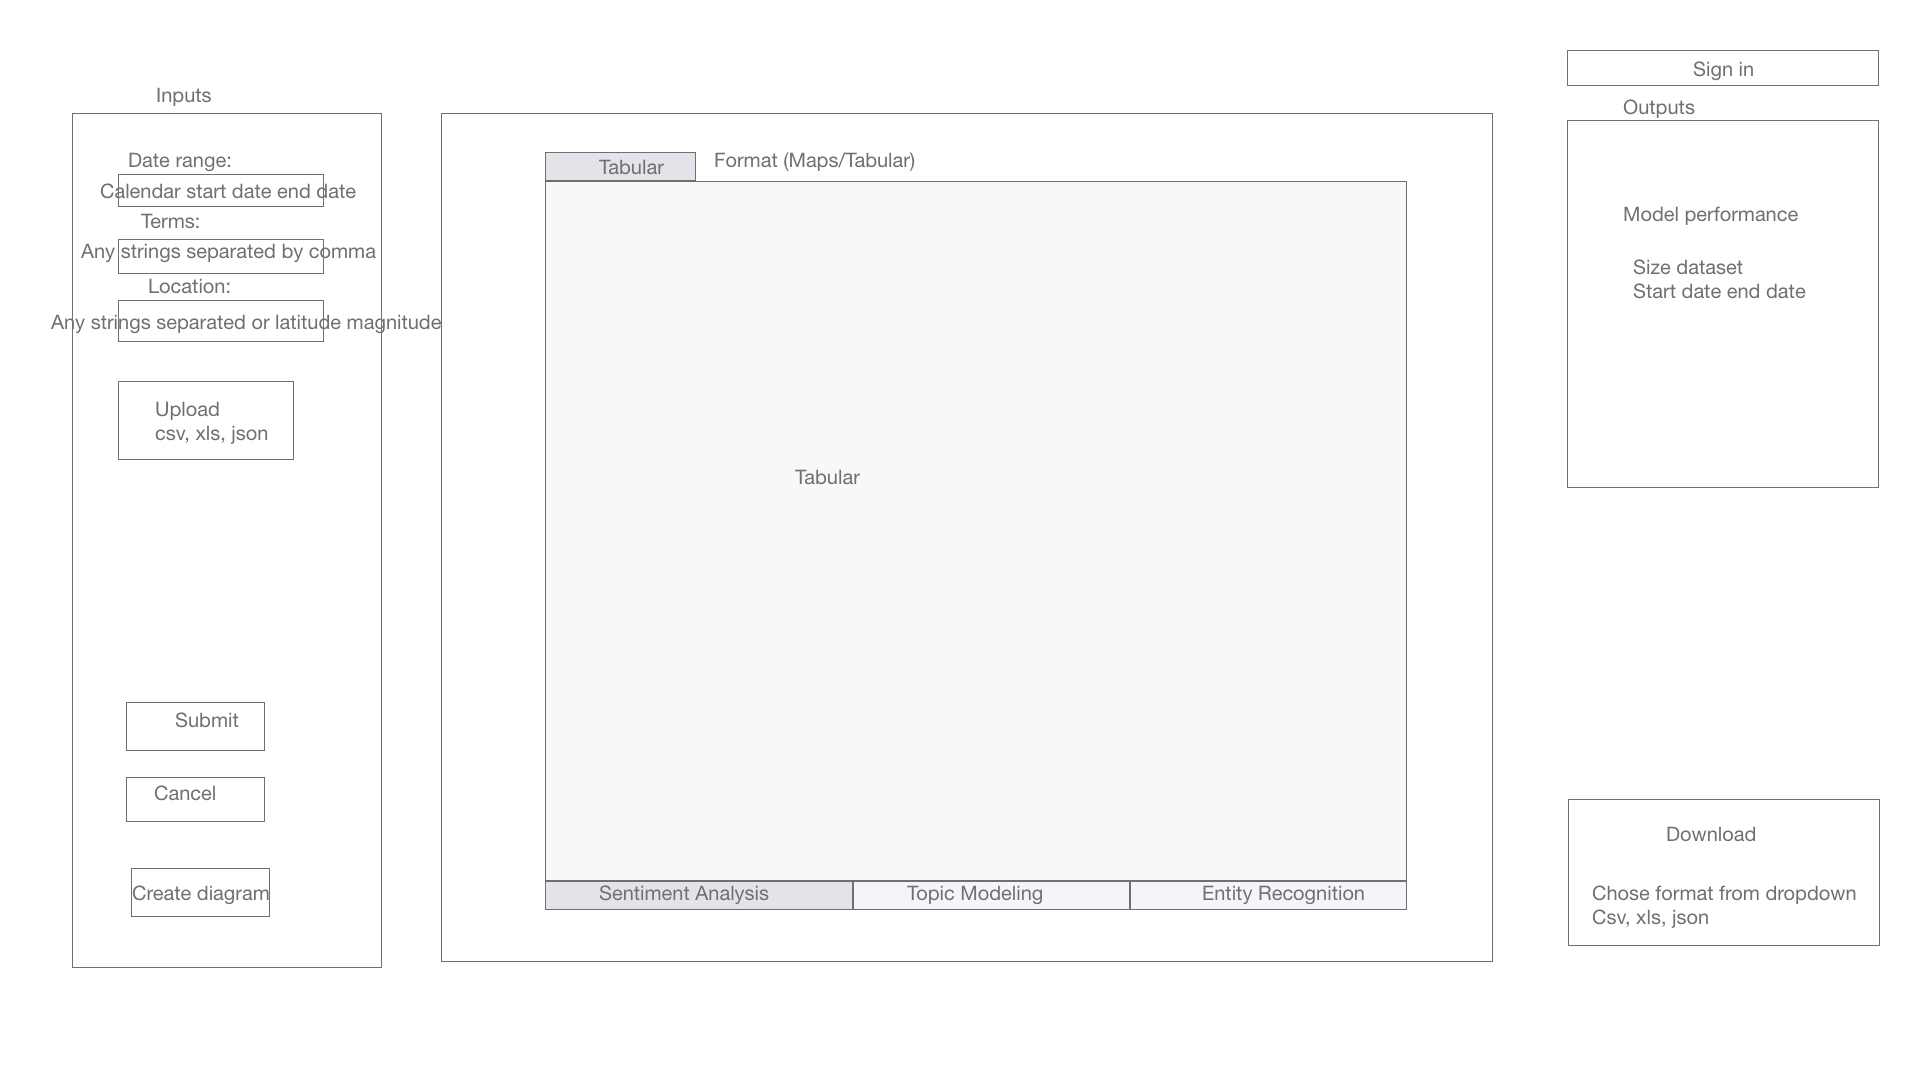 Inputs
Date range:
Calendar start date end date
Terms:
Any strings separated by comma
Location:
Any strings separated or latitude magnitude
Upload
csv, xls, json
Submit
Cancel
Create diagram
Tabular
Format (Maps/Tabular)
Tabular
Sentiment Analysis
Topic Modeling
Entity Recognition
Sign in
Outputs
Model performance
Size dataset
Start date end date
Download
Chose format from dropdown
Csv, xls, json